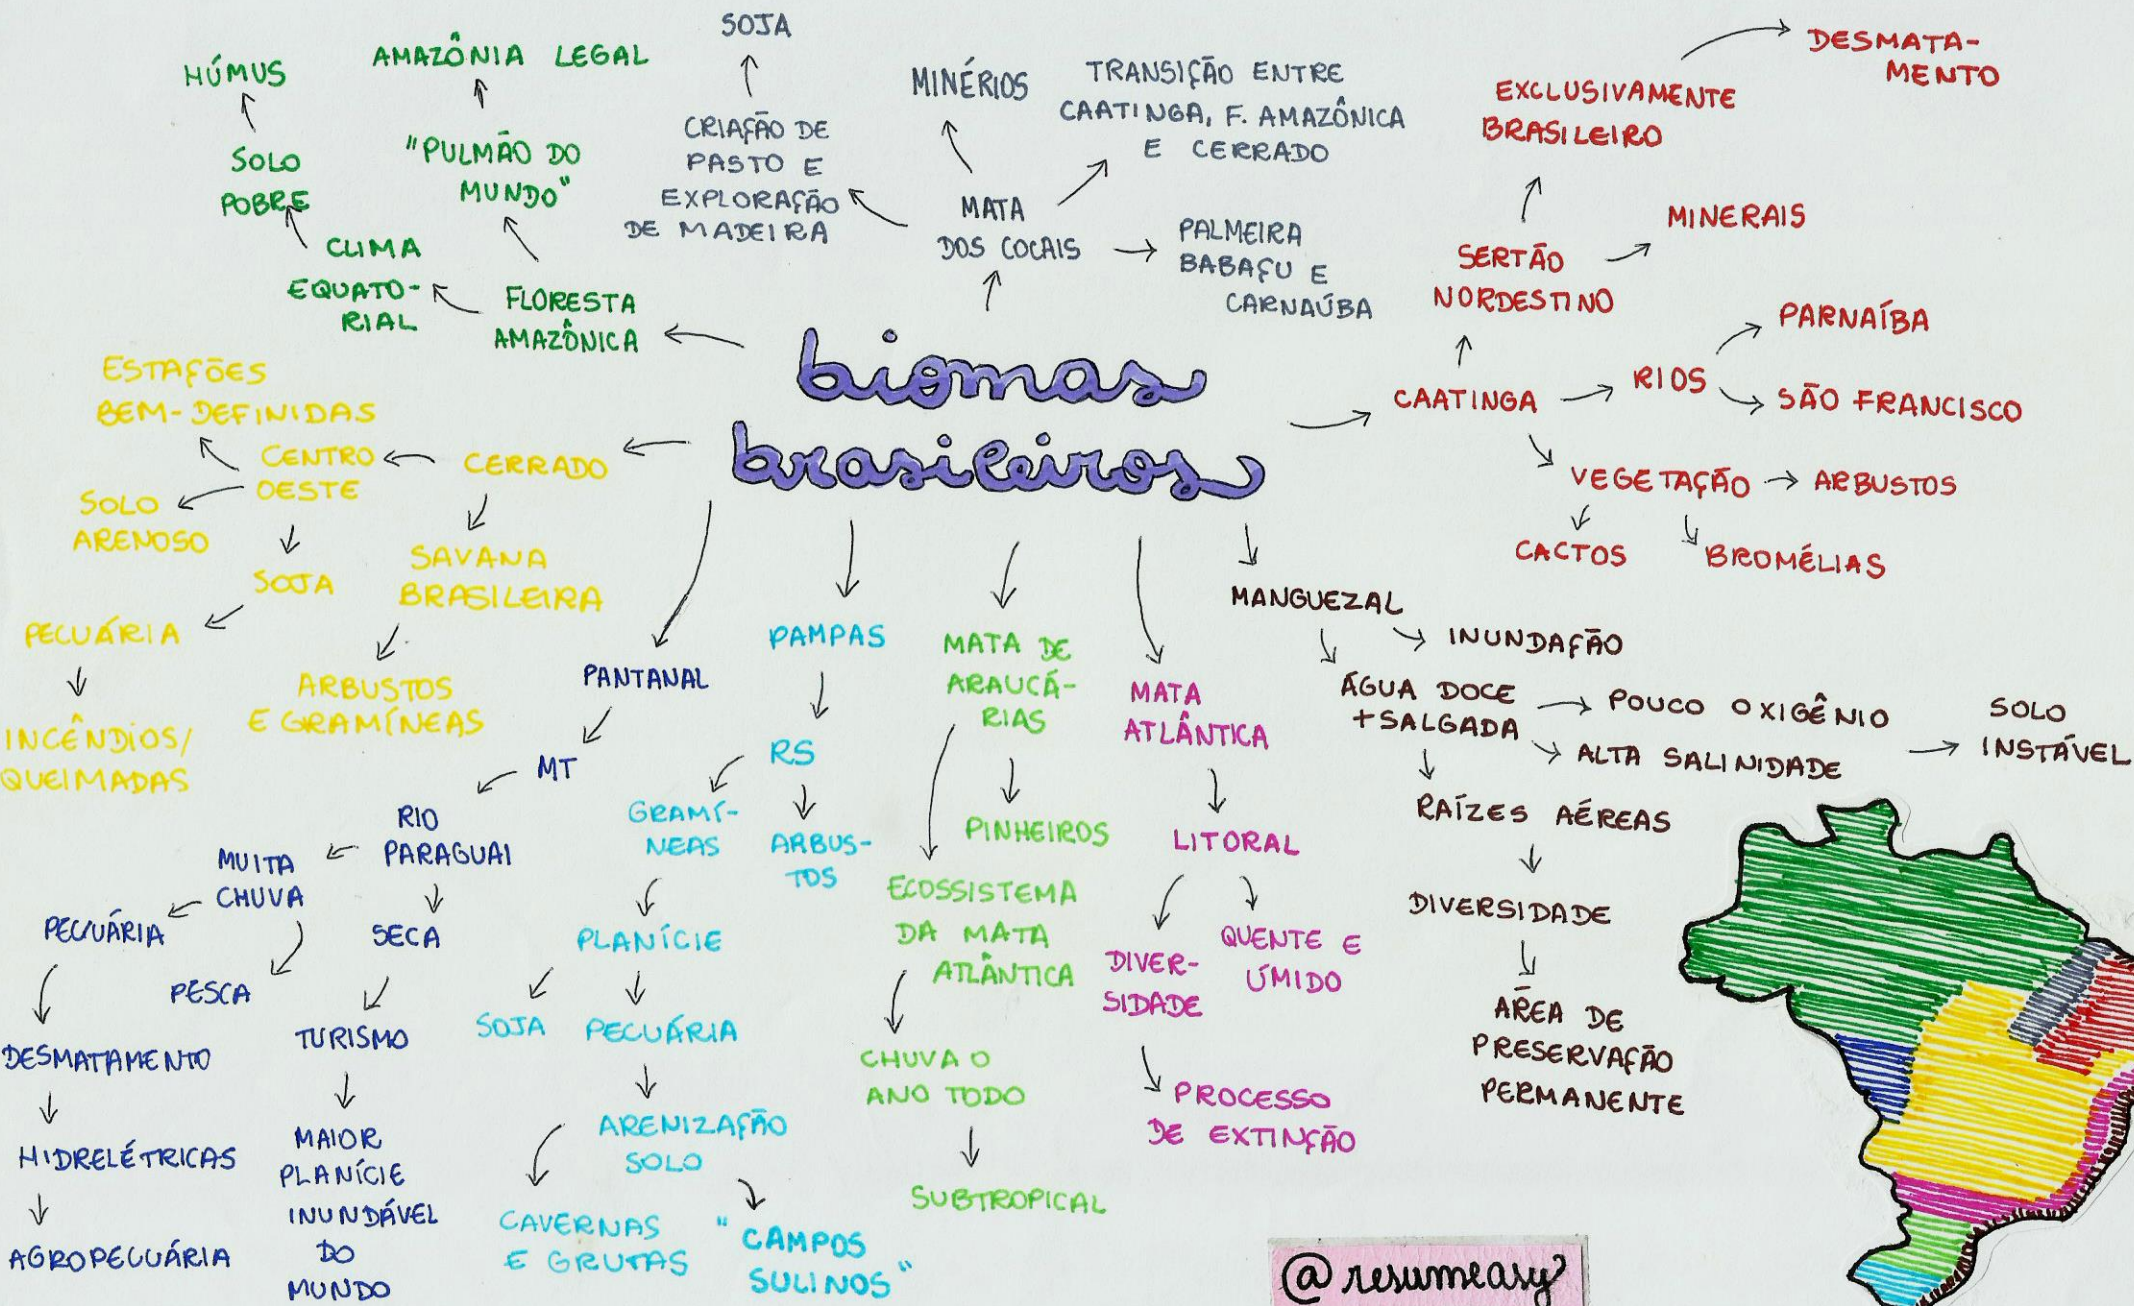 biomas
brasileiros
FLORESTA
AMAZÔNICA
"PULMÃO DO
MUNDO"
AMAZÔNIA LEGAL
CLIMA
EQUATO-
RIAL
SOLO
POBRE
HÚMUS
MATA
DOS COCAIS
CRIAÇÃO DE
PASTO E
EXPLORAÇÃO
DE MADEIRA
SOJA
MINÉRIOS
TRANSIÇÃO ENTRE
CAATINGA, F. AMAZÔNICA
E CERRADO
PALMEIRA
BABAÇU E
CARNAÚBA
CAATINGA
SERTÃO
NORDESTINO
EXCLUSIVAMENTE
BRASILEIRO
DESMATA-
MENTO
MINERAIS
RIOS
PARNAÍBA
SÃO FRANCISCO
VEGETAÇÃO
ARBUSTOS
CACTOS
BROMÉLIAS
CERRADO
CENTRO
OESTE
ESTAÇÕES
BEM-DEFINIDAS
SOLO
ARENOSO
SOJA
PECUÁRIA
INCÊNDIOS/
QUEIMADAS
SAVANA
BRASILEIRA
ARBUSTOS
E GRAMÍNEAS
PANTANAL
MT
RIO
PARAGUAI
MUITA
CHUVA
PECUÁRIA
PESCA
DESMATAMENTO
HIDRELÉTRICAS
AGROPECUÁRIA
SECA
TURISMO
MAIOR
PLANÍCIE
INUNDÁVEL
DO
MUNDO
PAMPAS
RS
GRAMÍ-
NEAS
ARBUS-
TOS
PLANÍCIE
SOJA
PECUÁRIA
ARENIZAÇÃO
SOLO
CAVERNAS
E GRUTAS
"CAMPOS
SULINOS"
MATA DE
ARAUCÁ-
RIAS
PINHEIROS
ECOSSISTEMA
DA MATA
ATLÂNTICA
CHUVA O
ANO TODO
SUBTROPICAL
MATA
ATLÂNTICA
LITORAL
DIVER-
SIDADE
QUENTE E
ÚMIDO
PROCESSO
DE EXTINÇÃO
MANGUEZAL
INUNDAÇÃO
ÁGUA DOCE
+SALGADA
POUCO OXIGÊNIO
ALTA SALINIDADE
SOLO
INSTÁVEL
RAÍZES AÉREAS
DIVERSIDADE
ÁREA DE
PRESERVAÇÃO
PERMANENTE
@resumeasy